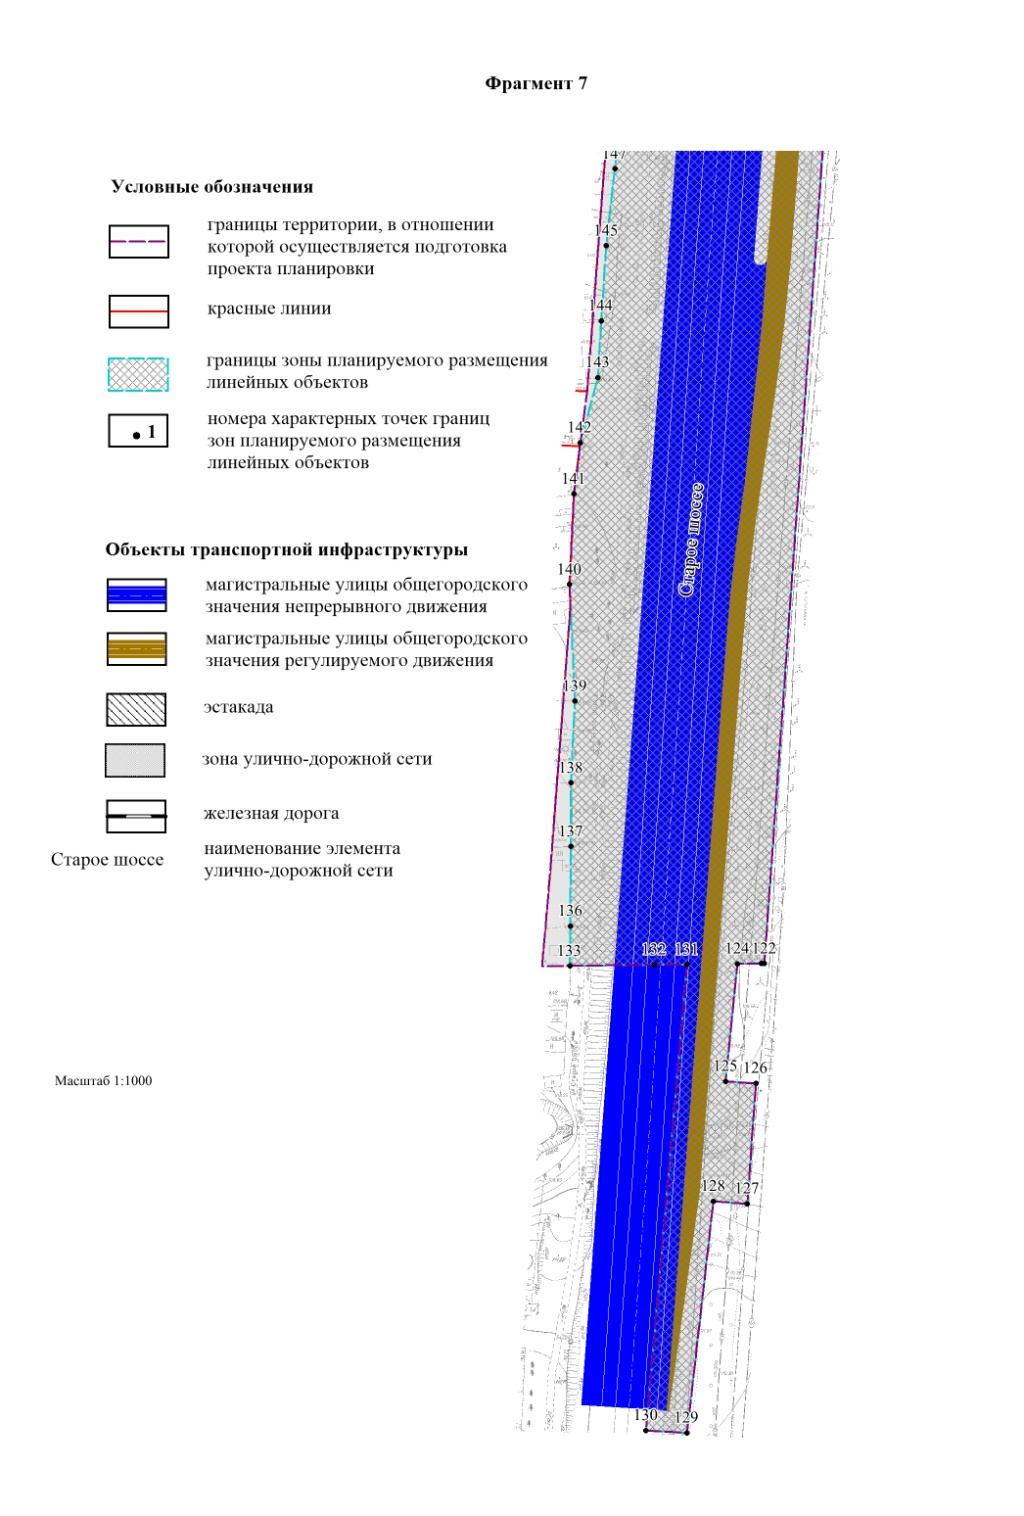 Фрагмент 7
Условные обозначения
границы территории, в отношении
которой осуществляется подготовка
проекта планировки
красные линии
границы зоны планируемого размещения
линейных объектов
1
номера характерных точек границ
зон планируемого размещения
линейных объектов
Объекты транспортной инфраструктуры
магистральные улицы общегородского
значения непрерывного движения
магистральные улицы общегородского
значения регулируемого движения
эстакада
зона улично-дорожной сети
железная дорога
Старое шоссе
наименование элемента
улично-дорожной сети
Масштаб 1:1000
147
145
144
143
142
141
Старое шоссе
140
139
138
137
136
133
132
131
124
122
125
126
128
127
130
129